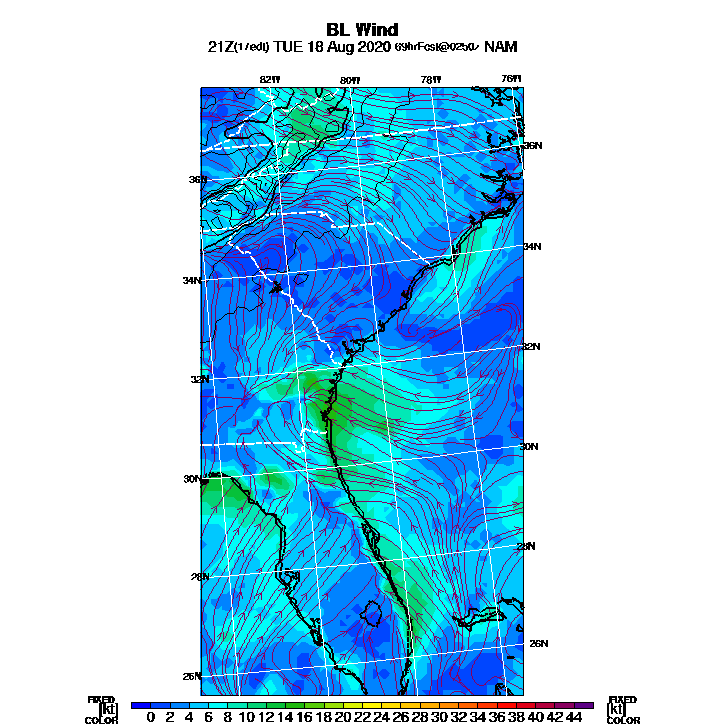 BL Wind
21Z(17edt) TUE 18 Aug 2020 69hrFcst@0250z NAM
82W 80W 78W 76W
36N
36N
34N
34N
32N
32N
30N
30N
28N
28N
26N
26N
FIXED FIXED
[kt] 0 2 4 6 8 10 12 14 16 18 20 22 24 26 28 30 32 34 36 38 40 42 44 [kt]
COLOR COLOR